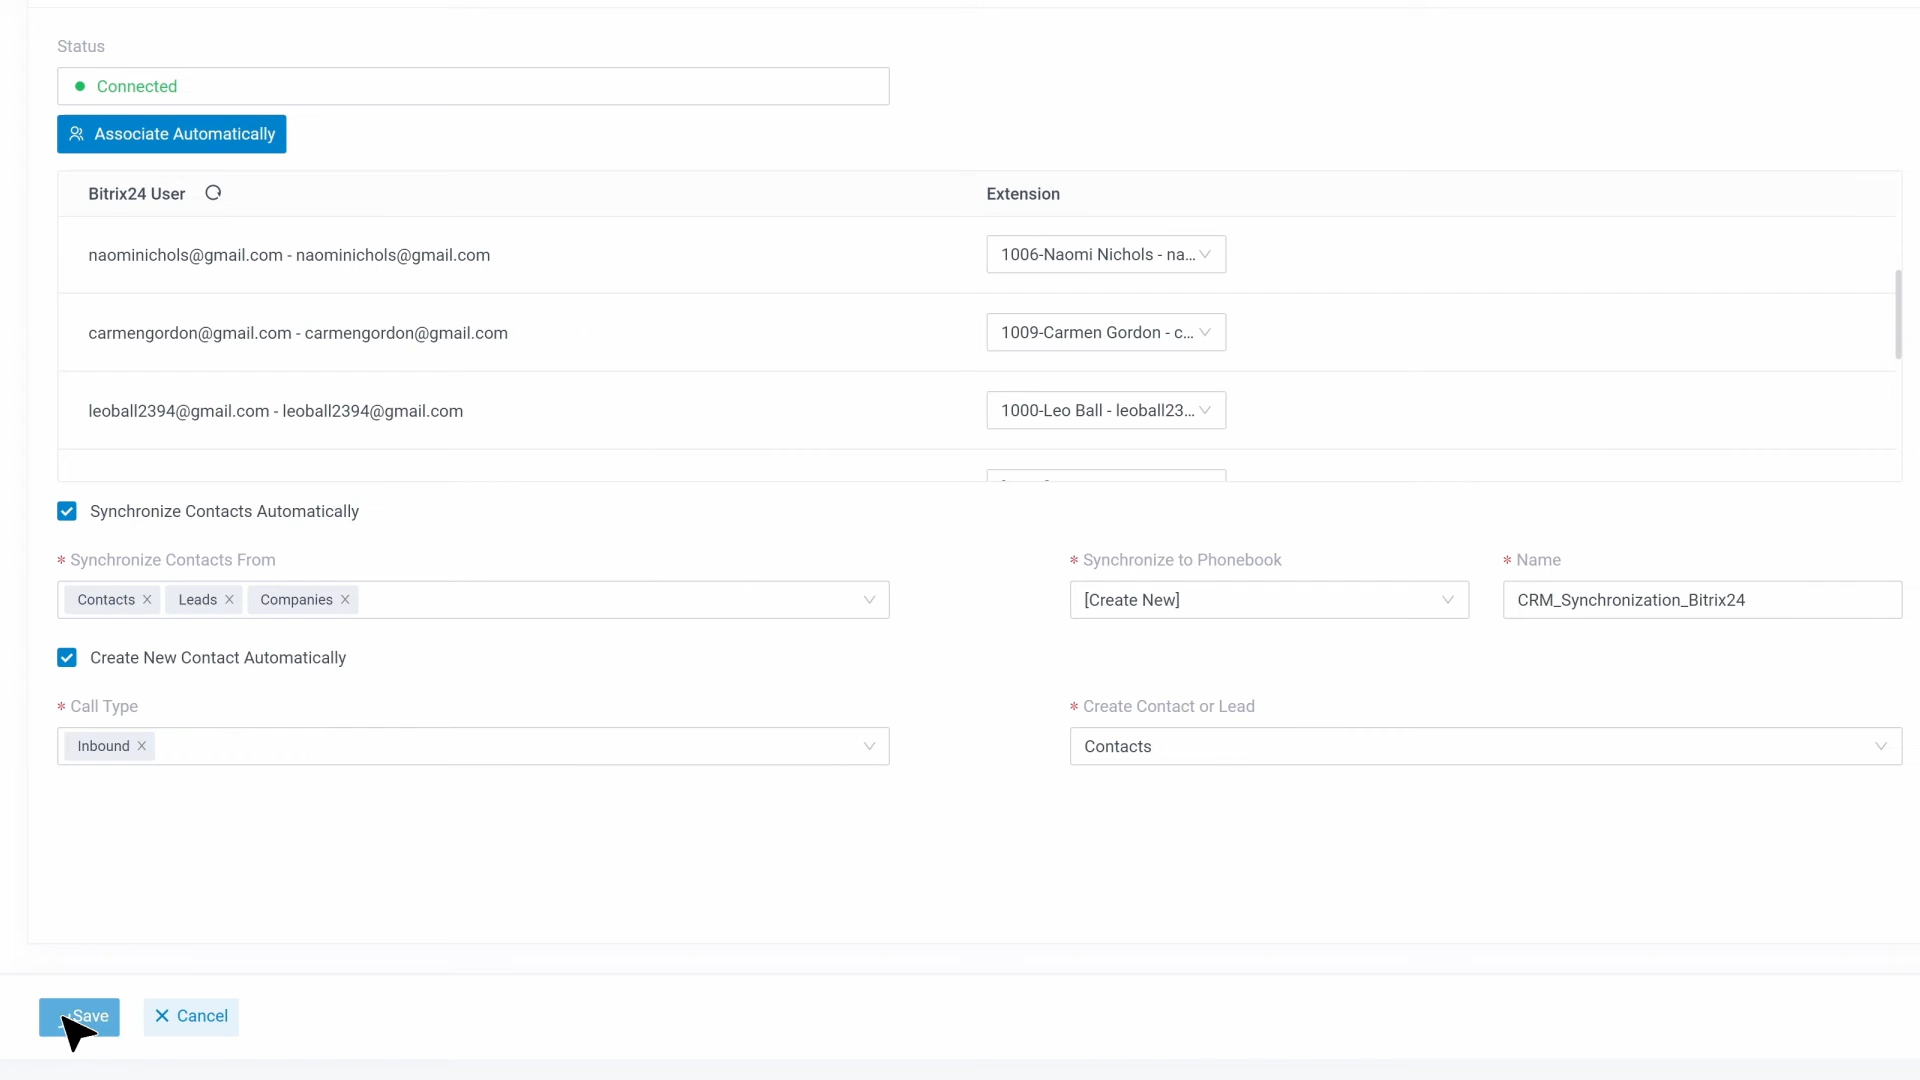 Status
Connected
Associate Automatically
Bitrix24 User Extension
naominichols@gmail.com - naominichols@gmail.com 1006-Naomi Nichols - na...
carmengordon@gmail.com - carmengordon@gmail.com 1009-Carmen Gordon - c...
leoball2394@gmail.com - leoball2394@gmail.com 1000-Leo Ball - leoball23...
Synchronize Contacts Automatically
* Synchronize Contacts From * Synchronize to Phonebook * Name
Contacts Leads Companies [Create New] CRM_Synchronization_Bitrix24
Create New Contact Automatically
* Call Type * Create Contact or Lead
Inbound Contacts
Save Cancel